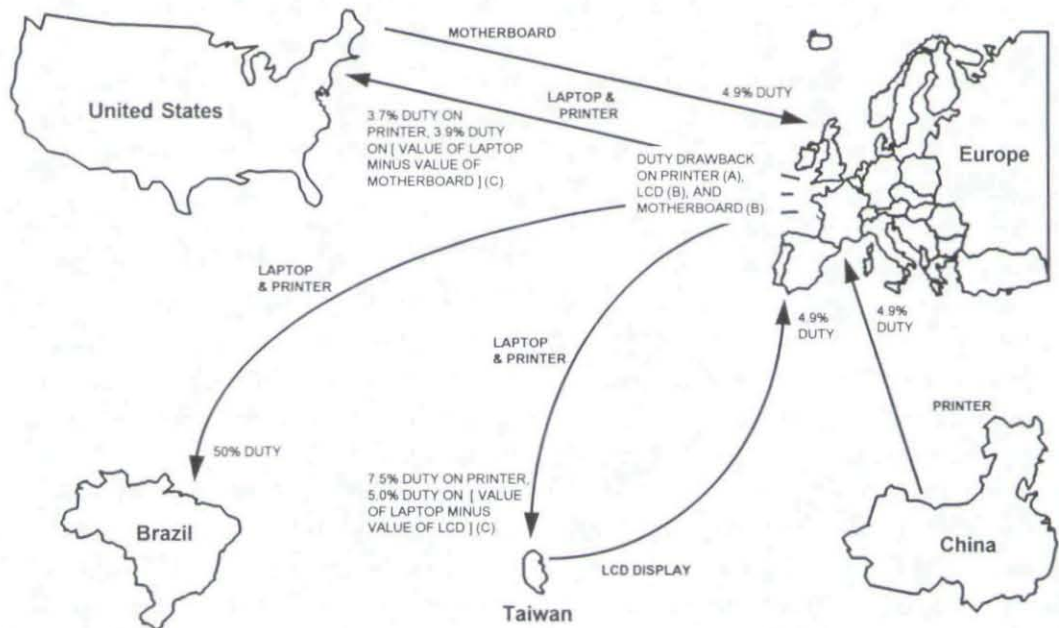 MOTHERBOARD
United States
LAPTOP &
PRINTER
4.9% DUTY
3.7% DUTY ON
PRINTER, 3.9% DUTY
ON [ VALUE OF LAPTOP
MINUS VALUE OF
MOTHERBOARD ] (C)
DUTY DRAWBACK
ON PRINTER (A),
LCD (B), AND
MOTHERBOARD (B)
Europe
LAPTOP
& PRINTER
LAPTOP
& PRINTER
4.9%
DUTY
4.9%
DUTY
PRINTER
50% DUTY
Brazil
7.5% DUTY ON PRINTER,
5.0% DUTY ON [ VALUE
OF LAPTOP MINUS
VALUE OF LCD ] (C)
Taiwan
LCD DISPLAY
China